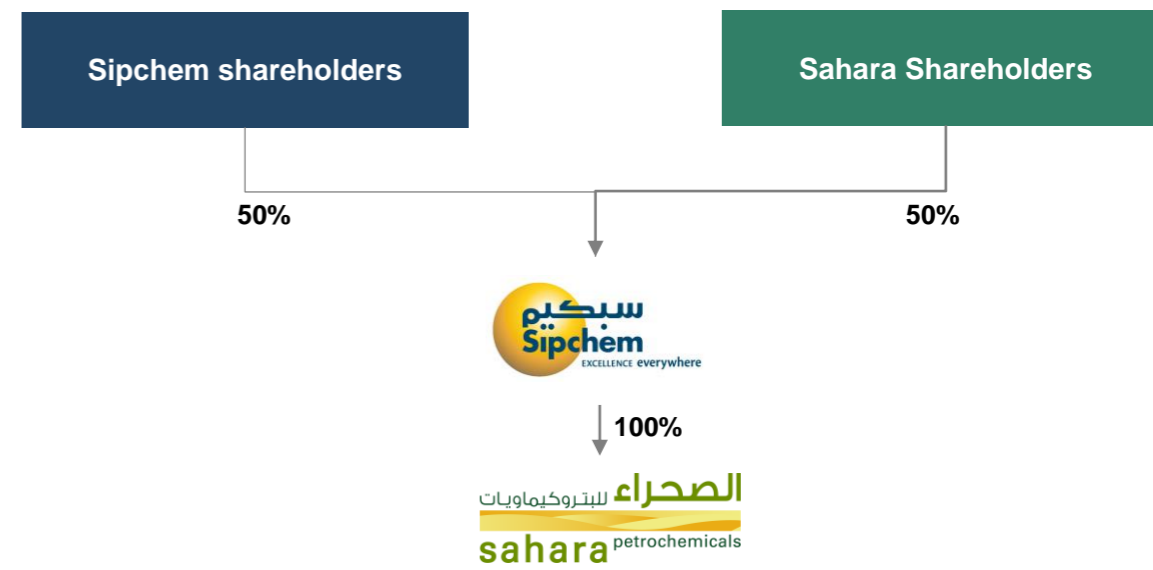 Sipchem shareholders
Sahara Shareholders
50%
50%
سبكيم
Sipchem
EXCELLENCE everywhere
100%
الصحراء للبتروكيماويات
sahara petrochemicals